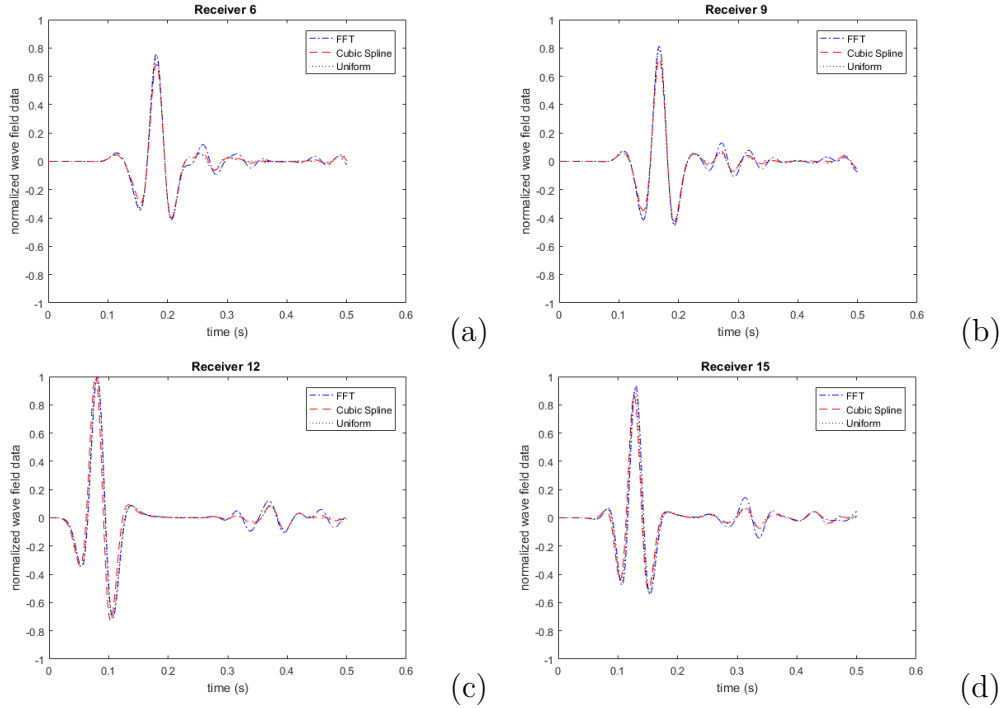 Receiver 6
1
0.8
0.6
0.4
0.2
0
-0.2
-0.4
-0.6
-0.8
-1
normalized wave field data
FFT
Cubic Spline
Uniform
0 0.1 0.2 0.3 0.4 0.5 0.6
time (s)
(a)
Receiver 9
1
0.8
0.6
0.4
0.2
0
-0.2
-0.4
-0.6
-0.8
-1
normalized wave field data
FFT
Cubic Spline
Uniform
0 0.1 0.2 0.3 0.4 0.5 0.6
time (s)
(b)
Receiver 12
1
0.8
0.6
0.4
0.2
0
-0.2
-0.4
-0.6
-0.8
-1
normalized wave field data
FFT
Cubic Spline
Uniform
0 0.1 0.2 0.3 0.4 0.5 0.6
time (s)
(c)
Receiver 15
1
0.8
0.6
0.4
0.2
0
-0.2
-0.4
-0.6
-0.8
-1
normalized wave field data
FFT
Cubic Spline
Uniform
0 0.1 0.2 0.3 0.4 0.5 0.6
time (s)
(d)